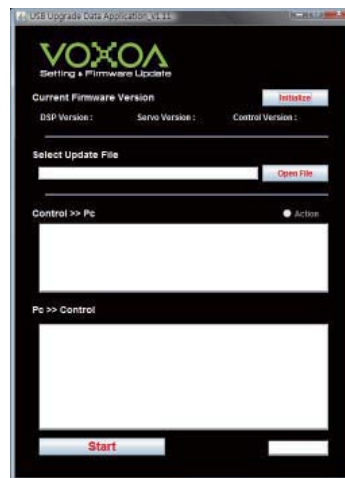 USB Upgrade Data Application_V1.11
VOXOA
Setting & Firmware Update
Current Firmware Version
Initialize
DSP Version : Servo Version : Control Version :
Select Update File
Open File
Control >> Pc
Action
Pc >> Control
Start